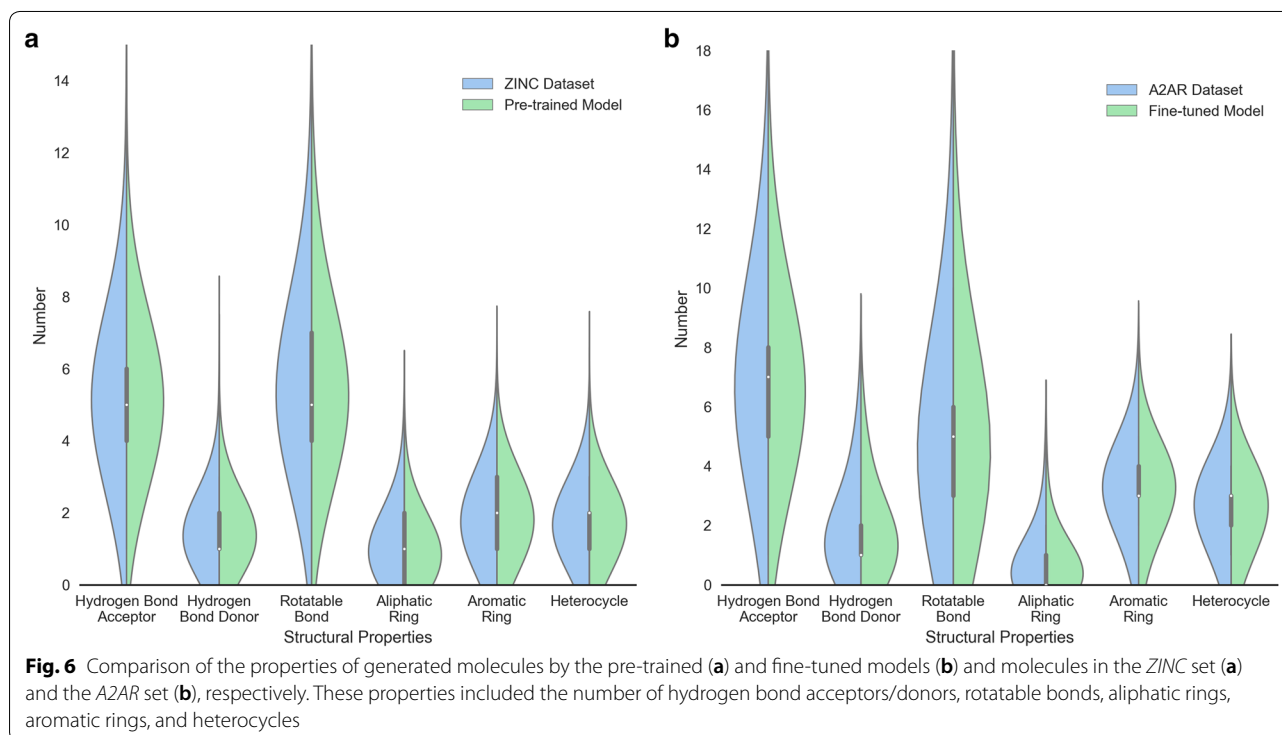 a
14
12
10
8
6
4
2
0
Number
ZINC Dataset
Pre-trained Model
Hydrogen Bond
Acceptor
Hydrogen
Bond Donor
Rotatable
Bond
Aliphatic
Ring
Aromatic
Ring
Heterocycle
Structural Properties
b
18
16
14
12
10
8
6
4
2
0
Number
A2AR Dataset
Fine-tuned Model
Hydrogen Bond
Acceptor
Hydrogen
Bond Donor
Rotatable
Bond
Aliphatic
Ring
Aromatic
Ring
Heterocycle
Structural Properties
Fig. 6 Comparison of the properties of generated molecules by the pre-trained (a) and fine-tuned models (b) and molecules in the ZINC set (a)
and the A2AR set (b), respectively. These properties included the number of hydrogen bond acceptors/donors, rotatable bonds, aliphatic rings,
aromatic rings, and heterocycles